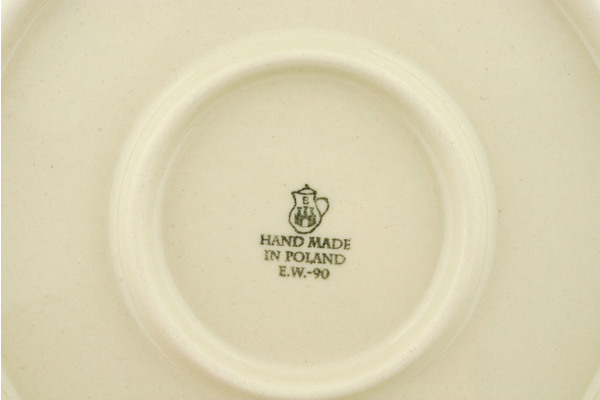 B
HAND MADE
IN POLAND
E.W.-90